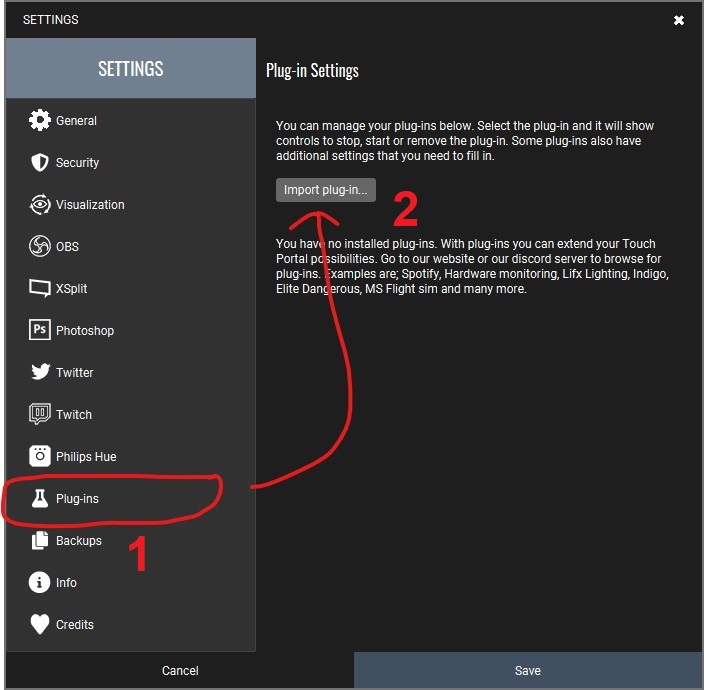 SETTINGS
SETTINGS
General
Security
Visualization
OBS
XSplit
Ps Photoshop
Twitter
Twitch
Philips Hue
Plug-ins
1
Backups
Info
Credits
Plug-in Settings
You can manage your plug-ins below. Select the plug-in and it will show
controls to stop, start or remove the plug-in. Some plug-ins also have
additional settings that you need to fill in.
Import plug-in...
2
You have no installed plug-ins. With plug-ins you can extend your Touch
Portal possibilities. Go to our website or our discord server to browse for
plug-ins. Examples are; Spotify, Hardware monitoring, Lifx Lighting, Indigo,
Elite Dangerous, MS Flight sim and many more.
Cancel
Save